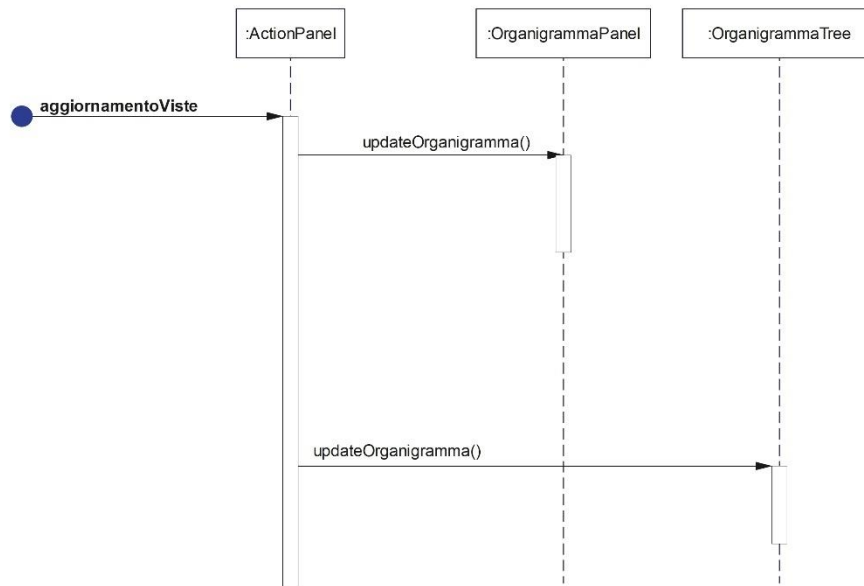 :ActionPanel
:OrganigrammaPanel
:OrganigrammaTree
aggiornamentoViste
updateOrganigramma()
updateOrganigramma()